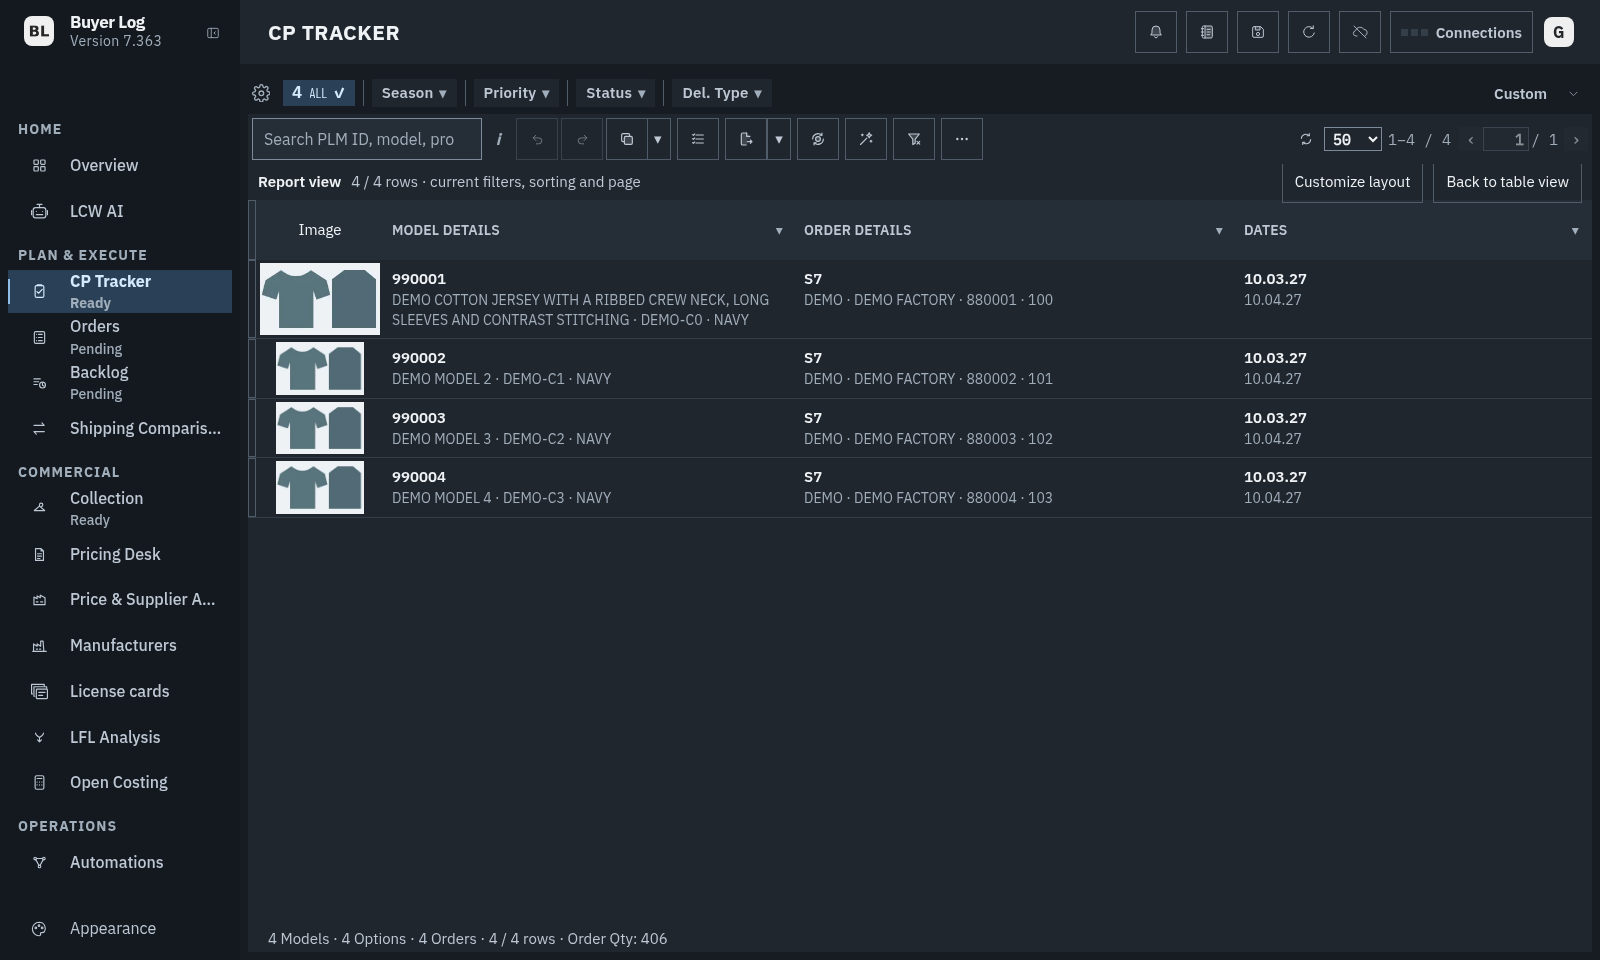 BL
Buyer Log
Version 7.363
CP TRACKER
Connections
G
HOME
Overview
LCW AI
PLAN & EXECUTE
CP Tracker
Ready
Orders
Pending
Backlog
Pending
Shipping Comparis...
COMMERCIAL
Collection
Ready
Pricing Desk
Price & Supplier A...
Manufacturers
License cards
LFL Analysis
Open Costing
OPERATIONS
Automations
Appearance
4 ALL ✓
Season ▾
Priority ▾
Status ▾
Del. Type ▾
Custom
Search PLM ID, model, pro
i
50
1–4 / 4
‹ 1 / 1 ›
Report view 4 / 4 rows · current filters, sorting and page
Customize layout
Back to table view
Image
MODEL DETAILS ▼
ORDER DETAILS ▼
DATES ▼
990001
DEMO COTTON JERSEY WITH A RIBBED CREW NECK, LONG
SLEEVES AND CONTRAST STITCHING · DEMO-C0 · NAVY
S7
DEMO · DEMO FACTORY · 880001 · 100
10.03.27
10.04.27
990002
DEMO MODEL 2 · DEMO-C1 · NAVY
S7
DEMO · DEMO FACTORY · 880002 · 101
10.03.27
10.04.27
990003
DEMO MODEL 3 · DEMO-C2 · NAVY
S7
DEMO · DEMO FACTORY · 880003 · 102
10.03.27
10.04.27
990004
DEMO MODEL 4 · DEMO-C3 · NAVY
S7
DEMO · DEMO FACTORY · 880004 · 103
10.03.27
10.04.27
4 Models · 4 Options · 4 Orders · 4 / 4 rows · Order Qty: 406